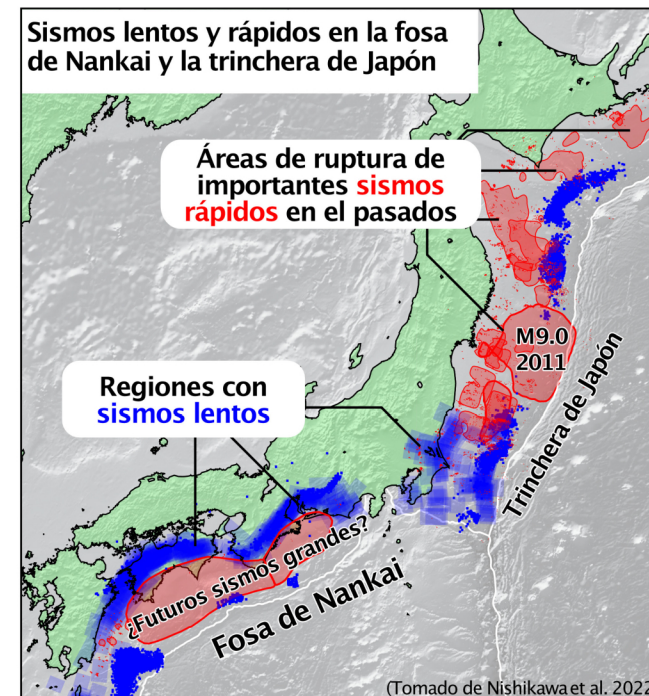 Sismos lentos y rápidos en la fosa
de Nankai y la trinchera de Japón
Áreas de ruptura de
importantes sismos
rápidos en el pasados
M9.0
2011
Regiones con
sismos lentos
Trinchera de Japón
¿Futuros sismos grandes?
Fosa de Nankai
(Tomado de Nishikawa et al. 2022